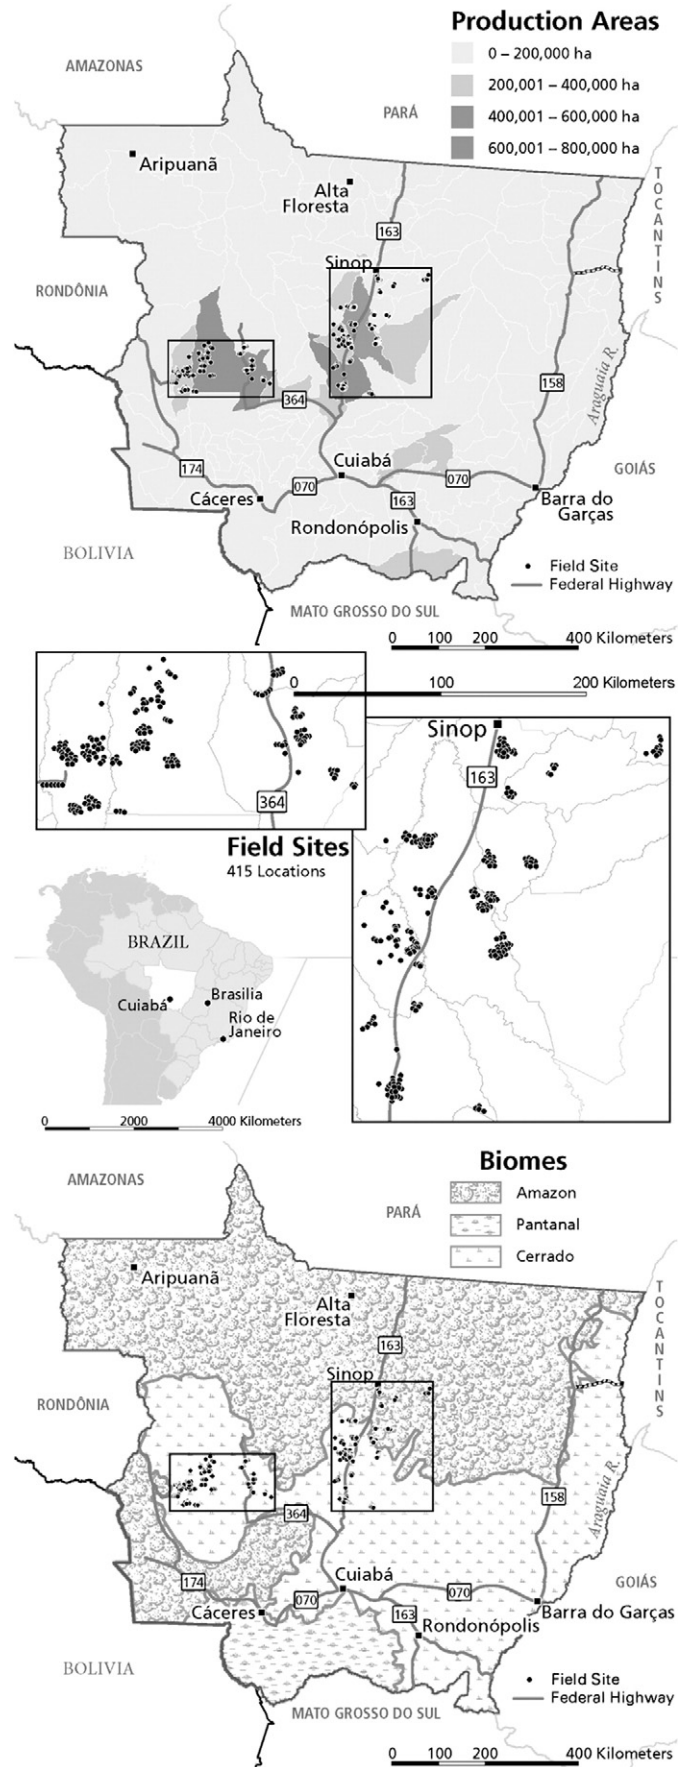 Production Areas
0 – 200,000 ha
200,001 – 400,000 ha
400,001 – 600,000 ha
600,001 – 800,000 ha
AMAZONAS
PARÁ
Aripuanã
Alta
Floresta
TOCANTINS
163
Sinop
RONDÔNIA
364
158
Araguaia R.
174
Cuiabá
070
070
GOIÁS
Cáceres
163
Barra do
Garças
Rondonópolis
BOLIVIA
Field Site
Federal Highway
MATO GROSSO DO SUL
0 100 200 400 Kilometers
0 100 200 Kilometers
Sinop
163
364
Field Sites
415 Locations
BRAZIL
Cuiabá
Brasilia
Rio de
Janeiro
0 2000 4000 Kilometers
Biomes
Amazon
Pantanal
Cerrado
AMAZONAS
PARÁ
Aripuanã
Alta
Floresta
TOCANTINS
163
Sinop
RONDÔNIA
158
364
Araguaia R.
174
Cuiabá
070
070
GOIÁS
Cáceres
163
Barra do Garças
Rondonópolis
BOLIVIA
Field Site
Federal Highway
MATO GROSSO DO SUL
0 100 200 400 Kilometers